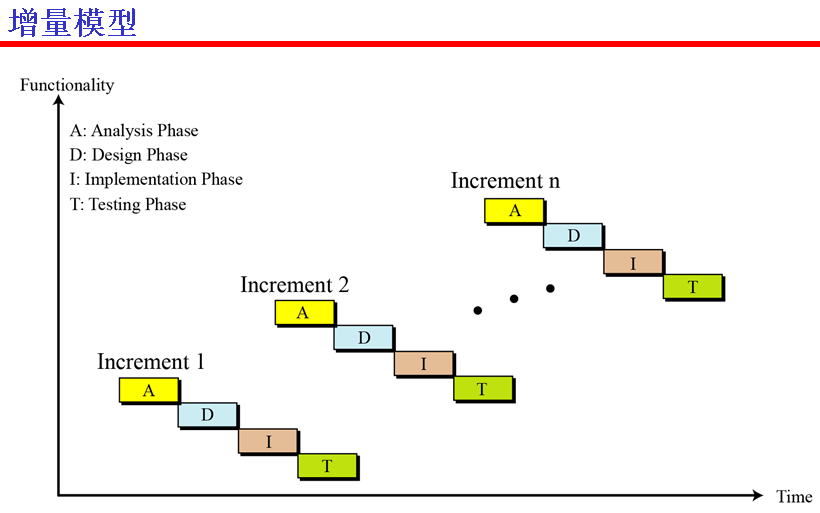 增量模型
Functionality
A: Analysis Phase
D: Design Phase
I: Implementation Phase
T: Testing Phase
Increment n
A
D
I
T
Increment 2
A
D
I
T
Increment 1
A
D
I
T
Time